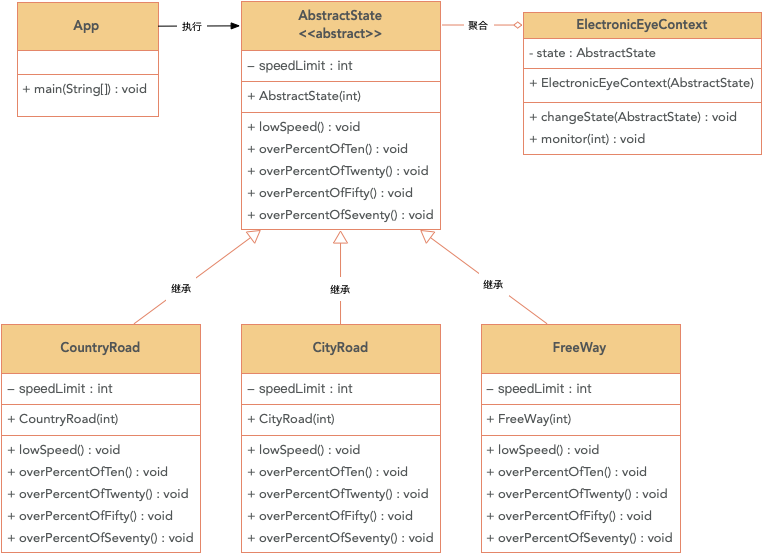 App
+ main(String[]) : void
执行
AbstractState
<<abstract>>
– speedLimit : int
+ AbstractState(int)
+ lowSpeed() : void
+ overPercentOfTen() : void
+ overPercentOfTwenty() : void
+ overPercentOfFifty() : void
+ overPercentOfSeventy() : void
聚合
ElectronicEyeContext
- state : AbstractState
+ ElectronicEyeContext(AbstractState)
+ changeState(AbstractState) : void
+ monitor(int) : void
继承
继承
继承
CountryRoad
– speedLimit : int
+ CountryRoad(int)
+ lowSpeed() : void
+ overPercentOfTen() : void
+ overPercentOfTwenty() : void
+ overPercentOfFifty() : void
+ overPercentOfSeventy() : void
CityRoad
– speedLimit : int
+ CityRoad(int)
+ lowSpeed() : void
+ overPercentOfTen() : void
+ overPercentOfTwenty() : void
+ overPercentOfFifty() : void
+ overPercentOfSeventy() : void
FreeWay
– speedLimit : int
+ FreeWay(int)
+ lowSpeed() : void
+ overPercentOfTen() : void
+ overPercentOfTwenty() : void
+ overPercentOfFifty() : void
+ overPercentOfSeventy() : void